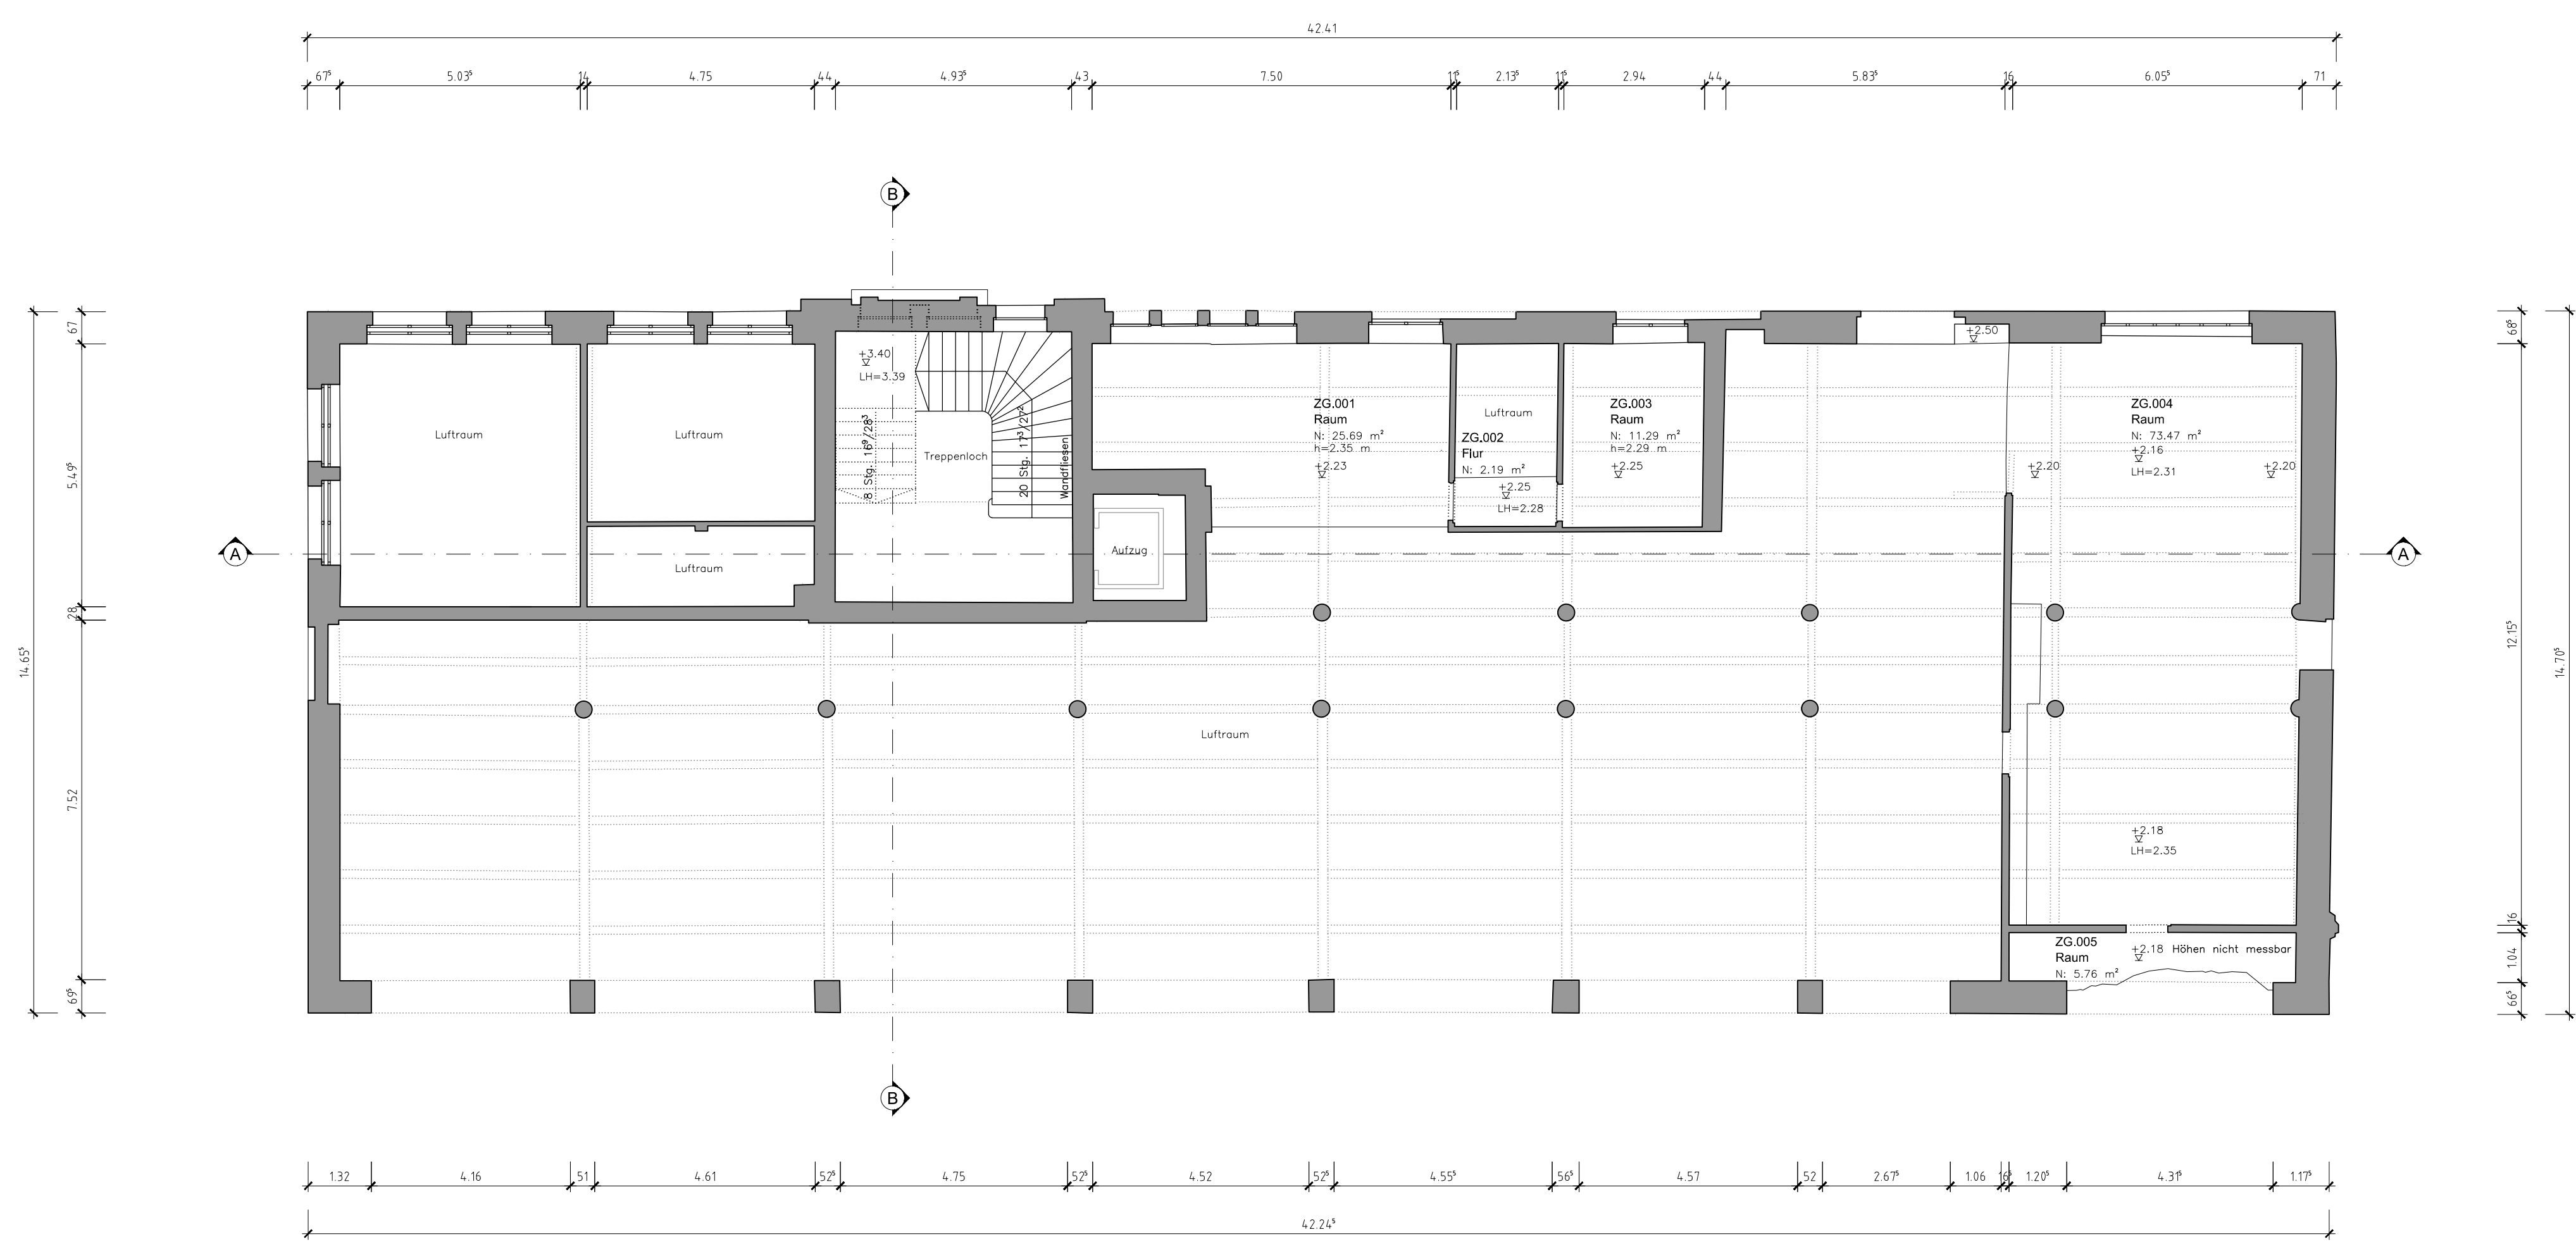 42.41
67⁵ 5.03⁵ 14 4.75 44 4.93⁵ 43 7.50 11⁵ 2.13⁵ 11⁵ 2.94 44 5.83⁵ 16 6.05⁵ 71
B
67
5.49⁵
28
7.52
69⁵
14.65⁵
68⁵
12.15⁵
16
1.04
66⁵
14.70⁵
A
A
Luftraum
Luftraum
Luftraum
+3.40
LH=3.39
8 Stg. 16⁹/28³
Treppenloch
20 Stg. 17³/27²
Wandfliesen
Aufzug
ZG.001
Raum
N: 25.69 m²
h=2.35 m
+2.23
Luftraum
ZG.002
Flur
N: 2.19 m²
+2.25
LH=2.28
ZG.003
Raum
N: 11.29 m²
h=2.29 m
+2.25
+2.50
ZG.004
Raum
N: 73.47 m²
+2.16
LH=2.31
+2.20
+2.20
Luftraum
+2.18
LH=2.35
ZG.005
Raum
N: 5.76 m²
+2.18 Höhen nicht messbar
B
1.32 4.16 51 4.61 52⁵ 4.75 52⁵ 4.52 52⁵ 4.55⁵ 56⁵ 4.57 52 2.67⁵ 1.06 16⁵ 1.20⁵ 4.31⁵ 1.17⁵
42.24⁵